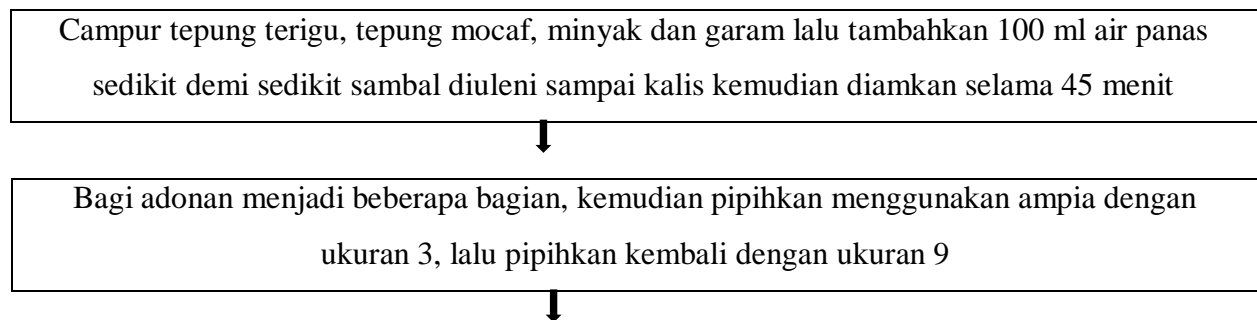 Campur tepung terigu, tepung mocaf, minyak dan garam lalu tambahkan 100 ml air panas
sedikit demi sedikit sambal diuleni sampai kalis kemudian diamkan selama 45 menit
Bagi adonan menjadi beberapa bagian, kemudian pipihkan menggunakan ampia dengan
ukuran 3, lalu pipihkan kembali dengan ukuran 9